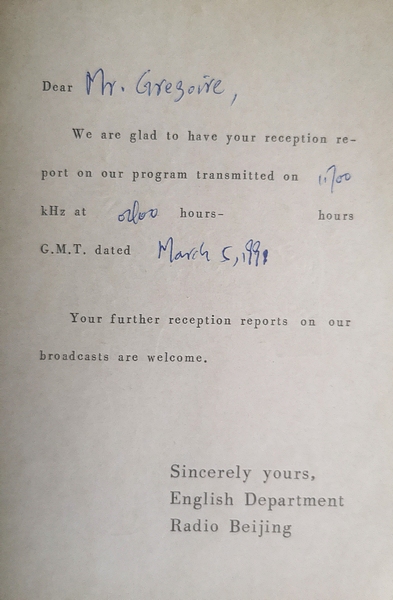 Dear Mr. Gregoire,
We are glad to have your reception re-
port on our program transmitted on
kHz at hours- hours
G.M.T. dated March 5, 1991
Your further reception reports on our
broadcasts are welcome.
Sincerely yours,
English Department
Radio Beijing